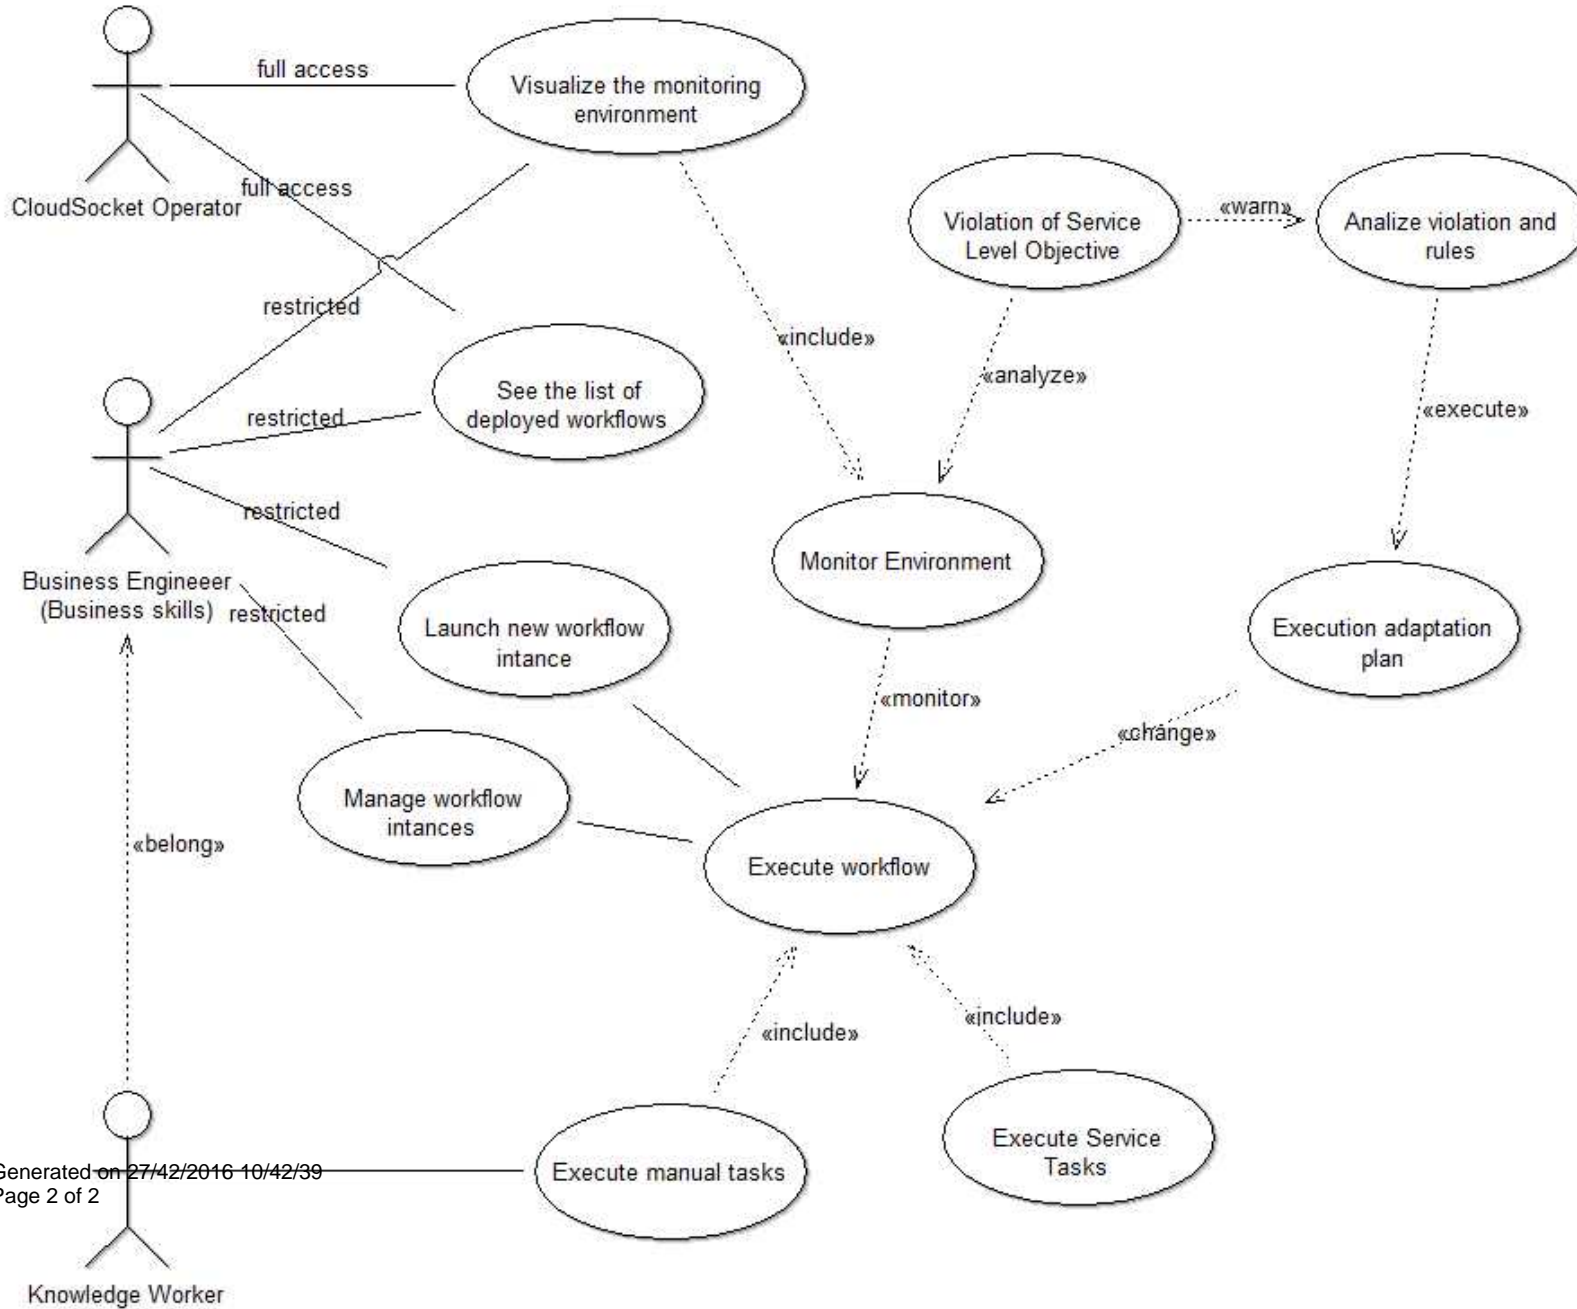 full access
Visualize the monitoring
environment
full access
CloudSocket Operator
Violation of Service
Level Objective
«warn»
Analize violation and
rules
restricted
«include»
«analyze»
See the list of
deployed workflows
restricted
«execute»
restricted
Monitor Environment
Business Engineeer
(Business skills)
restricted
Launch new workflow
intance
Execution adaptation
plan
«monitor»
«change»
Manage workflow
intances
«belong»
Execute workflow
«include»
«include»
Execute Service
Tasks
Execute manual tasks
Generated on 27/42/2016 10/42/39
Page 2 of 2
Knowledge Worker